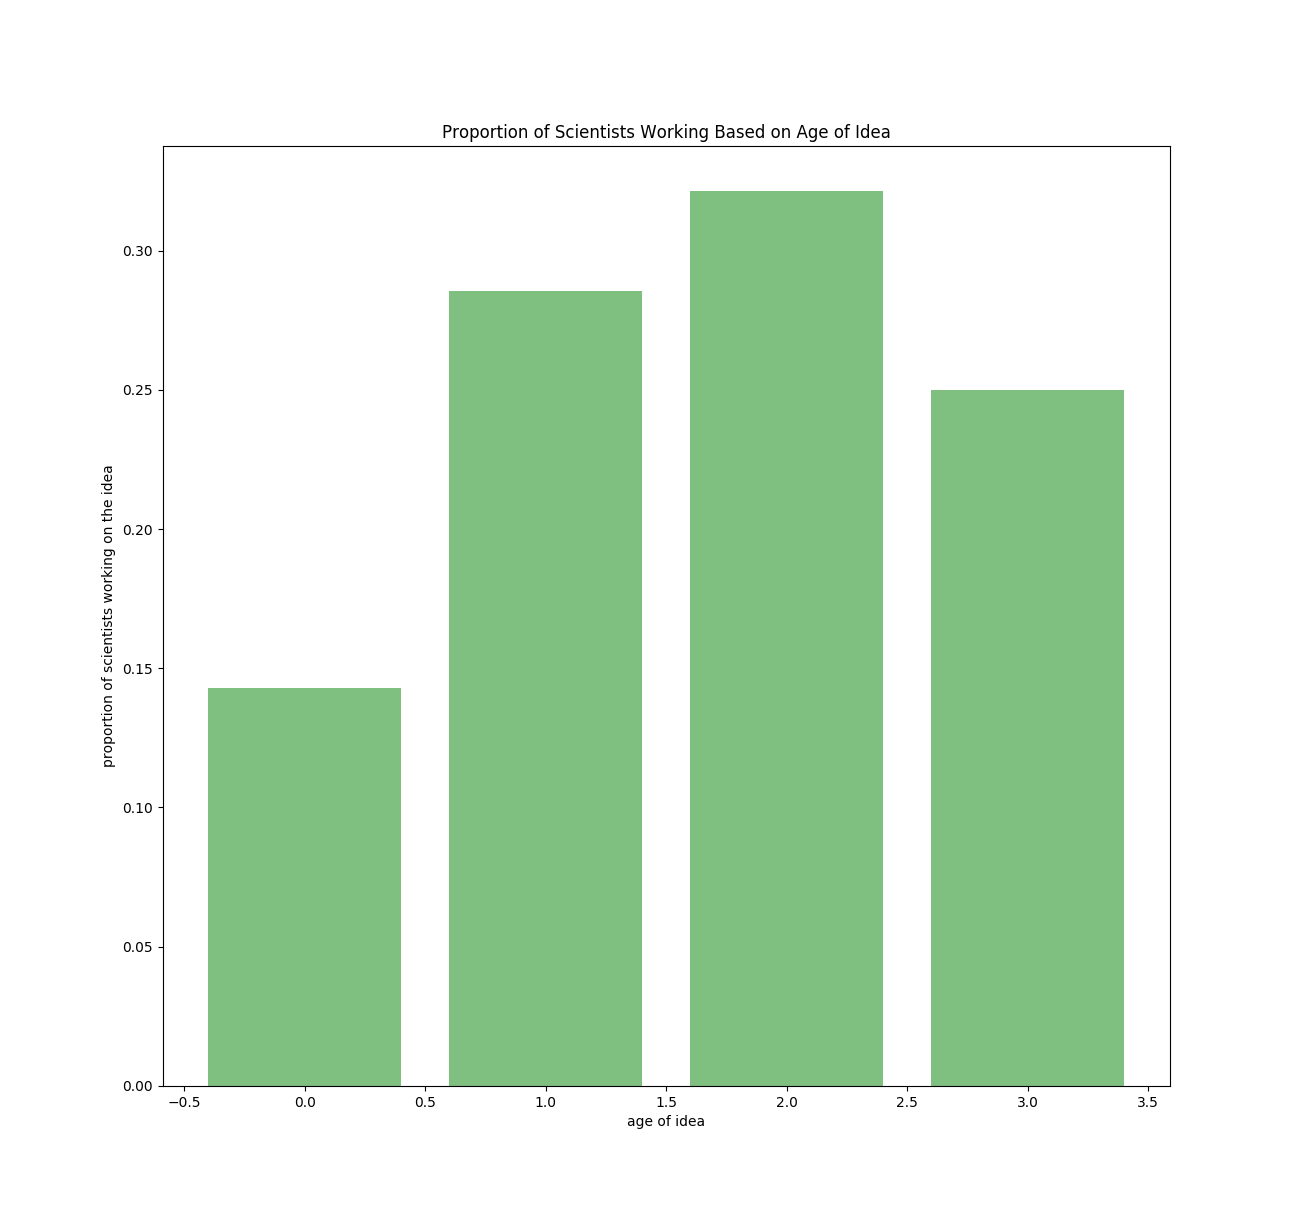 Proportion of Scientists Working Based on Age of Idea
proportion of scientists working on the idea
0.30
0.25
0.20
0.15
0.10
0.05
0.00
−0.5 0.0 0.5 1.0 1.5 2.0 2.5 3.0 3.5
age of idea